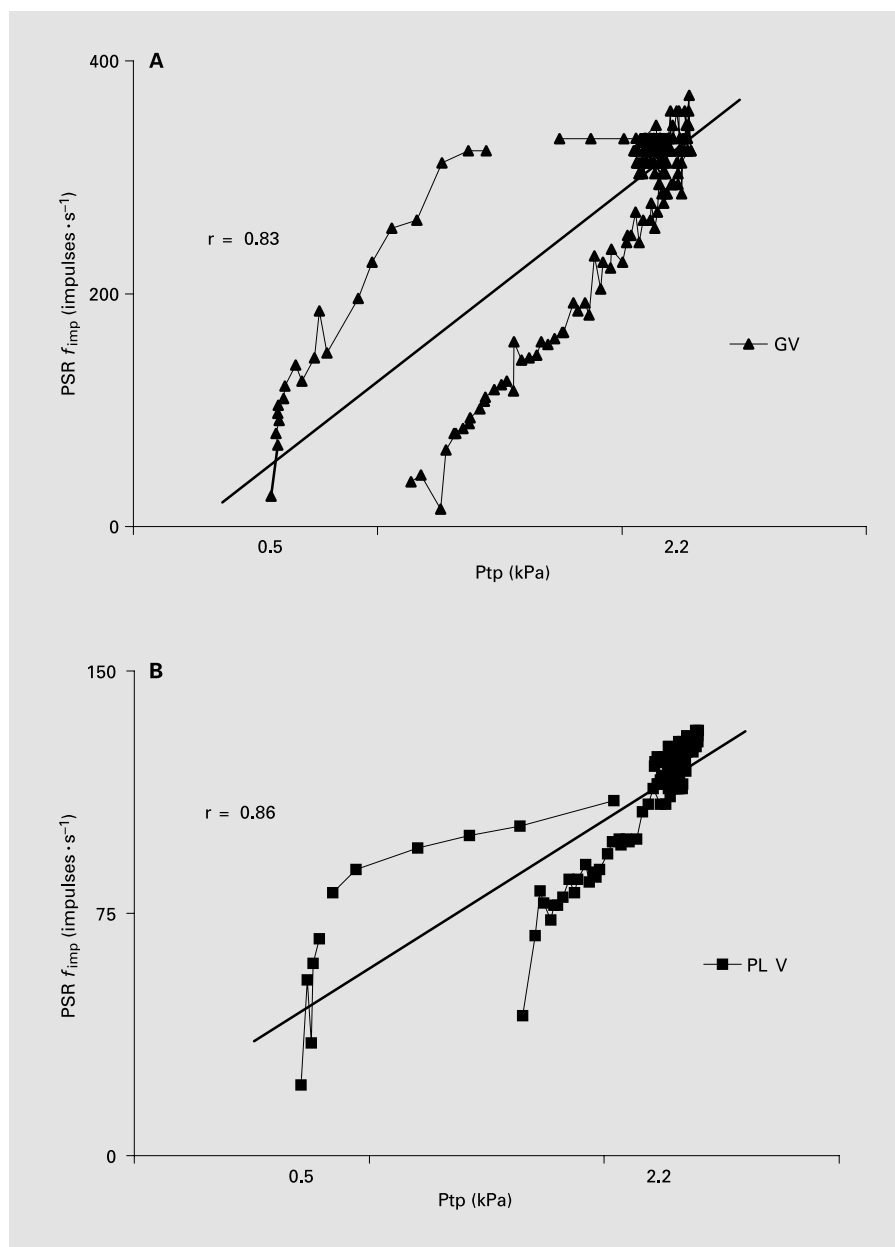 A
400
200
0
PSR f_imp (impulses·s⁻¹)
r = 0.83
GV
0.5
2.2
Ptp (kPa)
B
150
75
0
PSR f_imp (impulses·s⁻¹)
r = 0.86
PL V
0.5
2.2
Ptp (kPa)